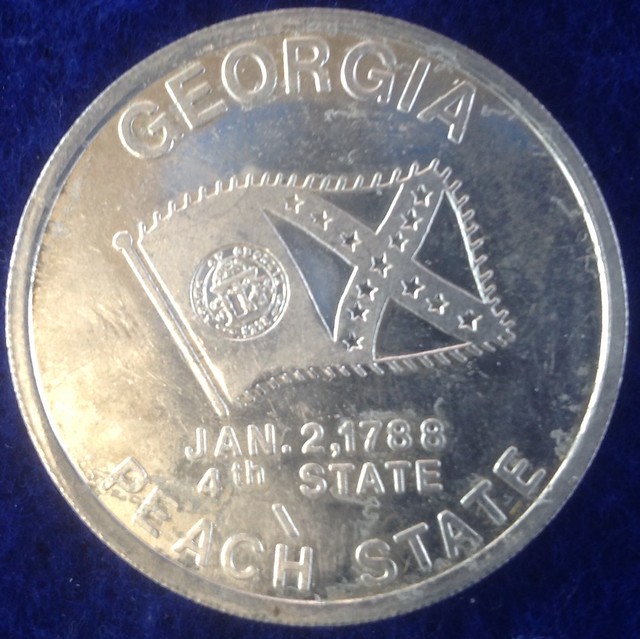 GEORGIA
JAN. 2, 1788
4th STATE
PEACH STATE